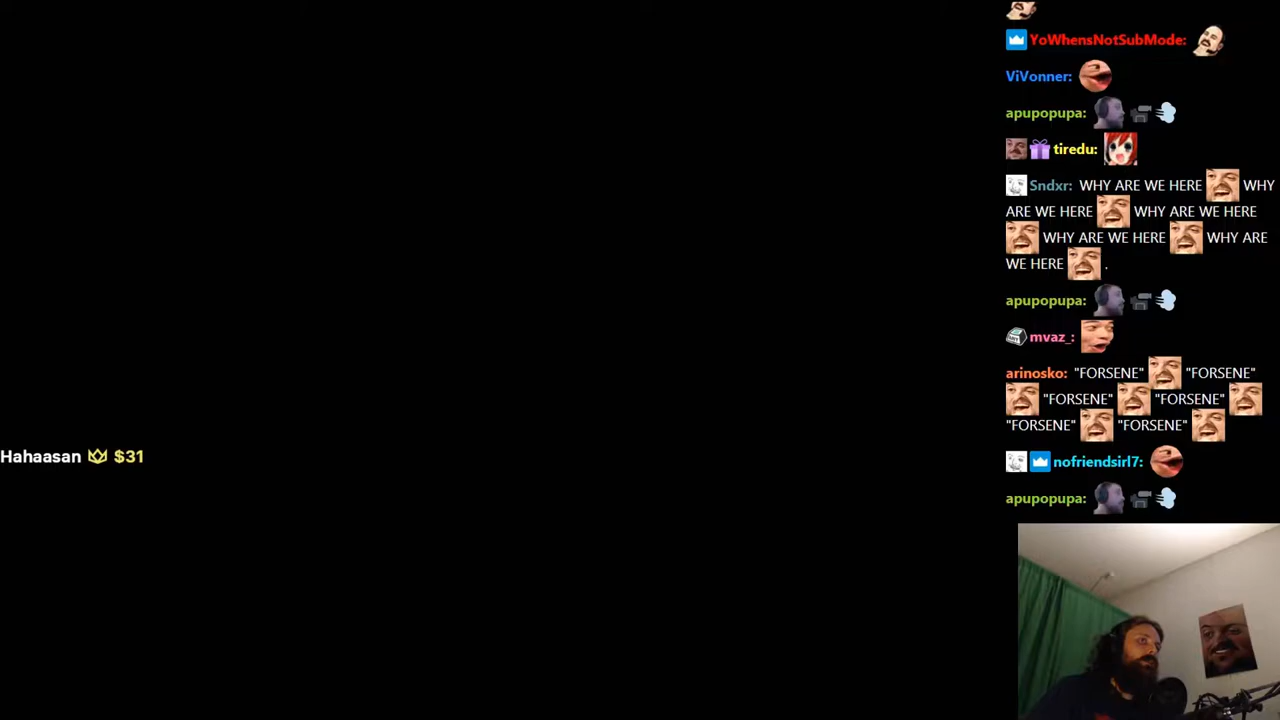 YoWhensNotSubMode:
ViVonner:
apupopupa:
tiredu:
Sndxr: WHY ARE WE HERE WHY
ARE WE HERE WHY ARE WE HERE
WHY ARE WE HERE WHY ARE
WE HERE .
apupopupa:
mvaz_:
arinosko: "FORSENE" "FORSENE"
"FORSENE" "FORSENE"
"FORSENE" "FORSENE"
Hahaasan $31
nofriendsirl7:
apupopupa: